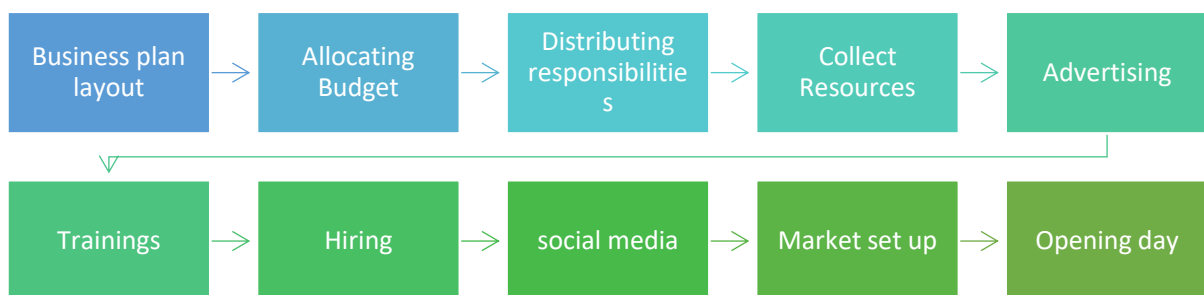 Business plan
layout
Allocating
Budget
Distributing
responsibilitie
s
Collect
Resources
Advertising
Trainings
Hiring
social media
Market set up
Opening day